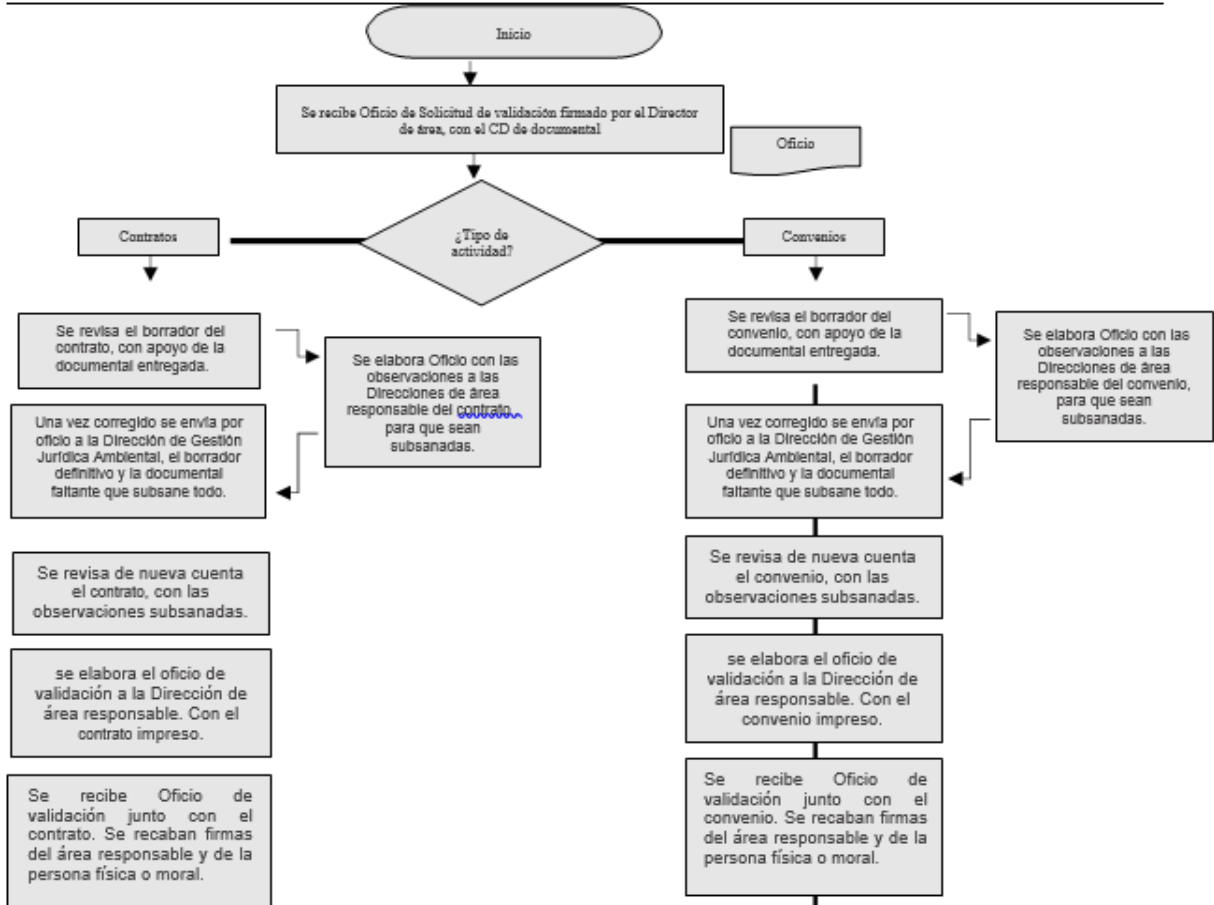 Inicio
Se recibe Oficio de Solicitud de validación firmado por el Director
de área, con el CD de documental
Oficio
¿Tipo de
actividad?
Contratos
Convenios
Se revisa el borrador del
contrato, con apoyo de la
documental entregada.
Se elabora Oficio con las
observaciones a las
Direcciones de área
responsable del contrato,
para que sean
subsanadas.
Una vez corregido se envía por
oficio a la Dirección de Gestión
Jurídica Ambiental, el borrador
definitivo y la documental
faltante que subsane todo.
Se revisa de nueva cuenta
el contrato, con las
observaciones subsanadas.
se elabora el oficio de
validación a la Dirección de
área responsable. Con el
contrato impreso.
Se recibe Oficio de
validación junto con el
contrato. Se recaban firmas
del área responsable y de la
persona física o moral.
Se revisa el borrador del
convenio, con apoyo de la
documental entregada.
Se elabora Oficio con las
observaciones a las
Direcciones de área
responsable del convenio,
para que sean
subsanadas.
Una vez corregido se envía por
oficio a la Dirección de Gestión
Jurídica Ambiental, el borrador
definitivo y la documental
faltante que subsane todo.
Se revisa de nueva cuenta
el convenio, con las
observaciones subsanadas.
se elabora el oficio de
validación a la Dirección de
área responsable. Con el
convenio impreso.
Se recibe Oficio de
validación junto con el
convenio. Se recaban firmas
del área responsable y de la
persona física o moral.